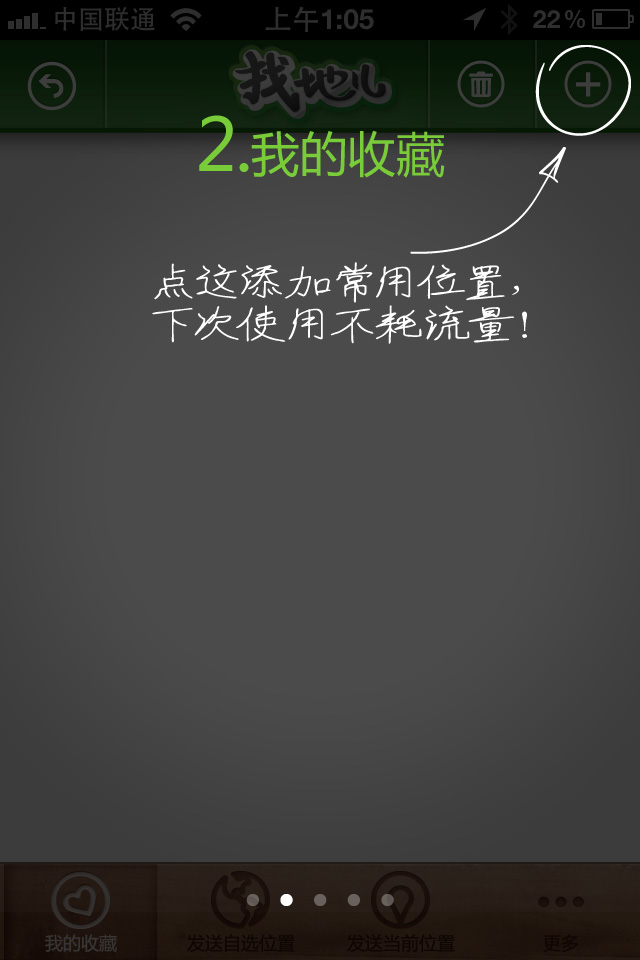 中国联通 上午1:05 22%
找地儿
2.我的收藏
点这添加常用位置，
下次使用不耗流量！
我的收藏 发送自选位置 发送当前位置 更多